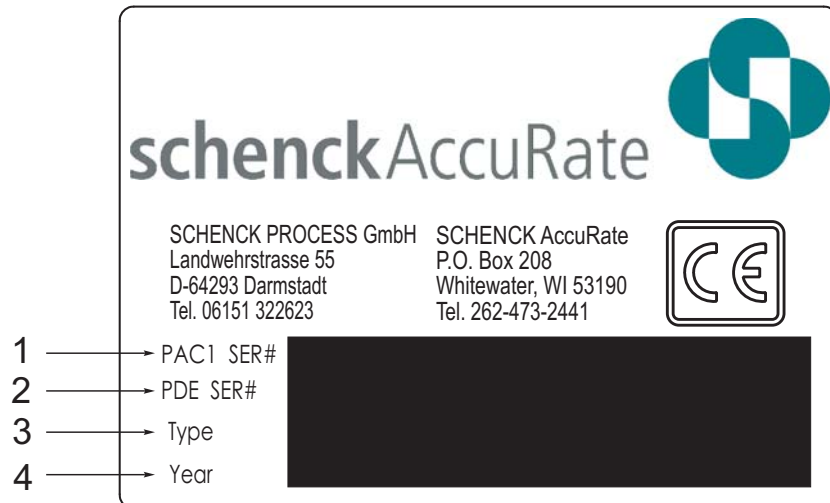 schenckAccuRate
SCHENCK PROCESS GmbH
Landwehrstrasse 55
D-64293 Darmstadt
Tel. 06151 322623
SCHENCK AccuRate
P.O. Box 208
Whitewater, WI 53190
Tel. 262-473-2441
CE
1 PAC1 SER#
2 PDE SER#
3 Type
4 Year